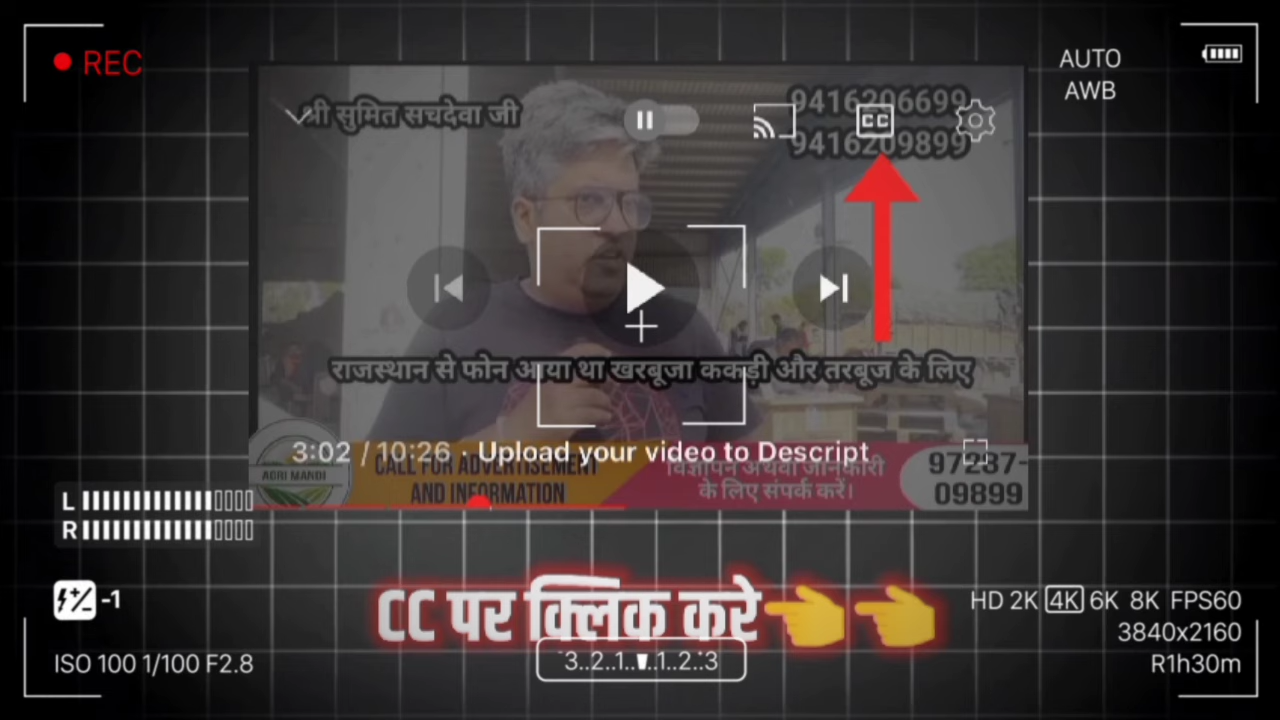 REC
AUTO
AWB
श्री सुमित सचदेवा जी
9416206699
9416209899
CC
राजस्थान से फोन आया था खरबूजा ककड़ी और तरबूज के लिए
3:02 / 10:26 · Upload your video to Descript
AGRI MANDI
CALL FOR ADVERTISEMENT
AND INFORMATION
विज्ञापन अथवा जानकारी
के लिए संपर्क करें।
97287-
09899
L
R
-1
CC पर क्लिक करे👈👈
HD 2K 4K 6K 8K FPS60
3840x2160
R1h30m
ISO 100 1/100 F2.8
3..2..1....1..2..3